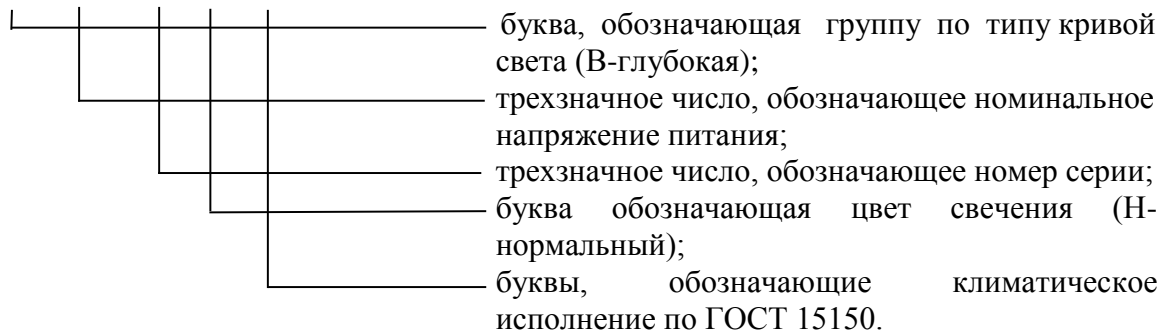 буква, обозначающая группу по типу кривой
света (В-глубокая);
трехзначное число, обозначающее номинальное
напряжение питания;
трехзначное число, обозначающее номер серии;
буква обозначающая цвет свечения (Н-
нормальный);
буквы, обозначающие климатическое
исполнение по ГОСТ 15150.